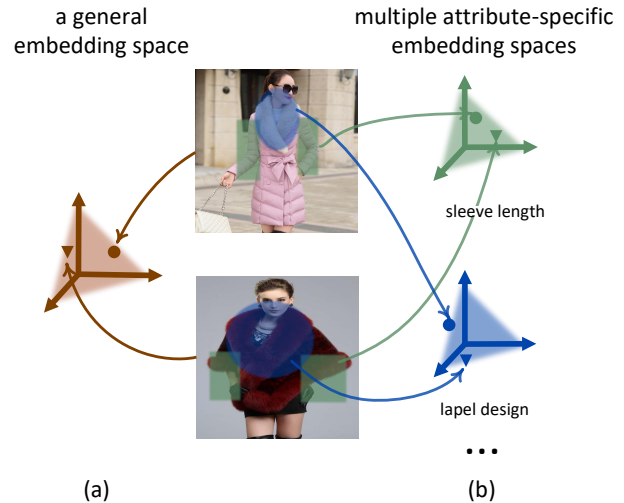 a general
embedding space
multiple attribute-specific
embedding spaces
sleeve length
lapel design
...
(a)
(b)